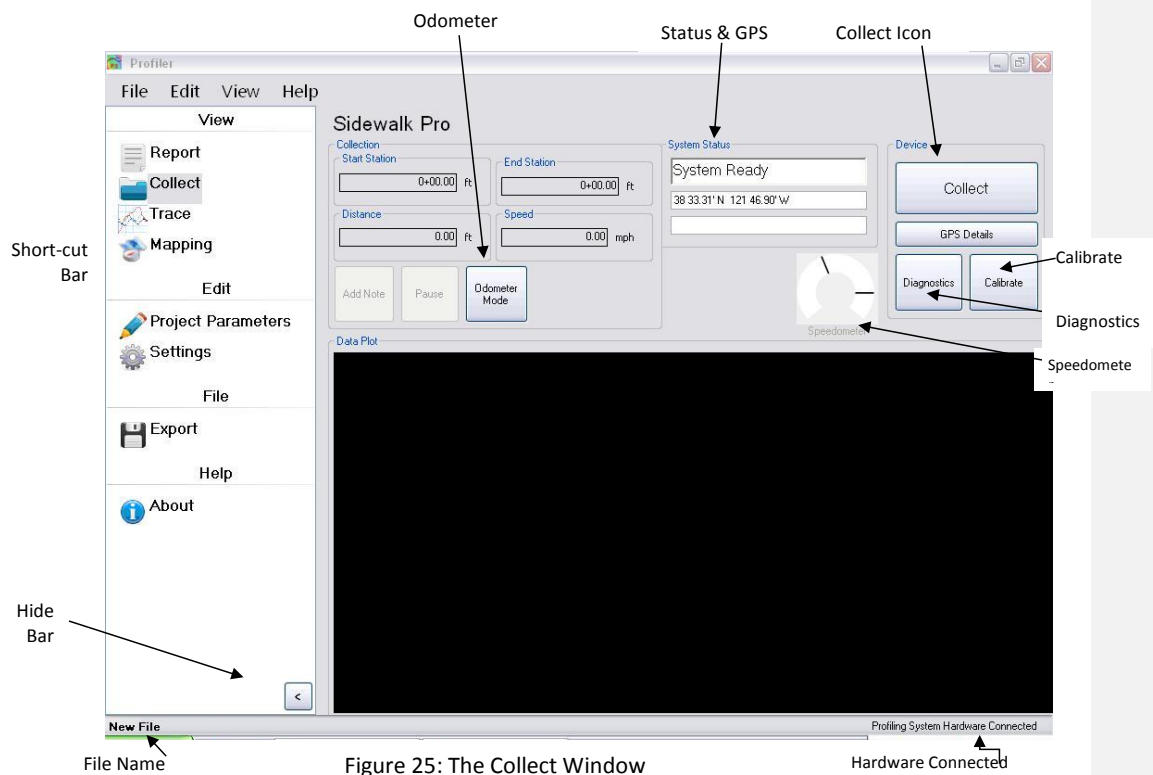 Odometer
Status & GPS
Collect Icon
Profiler
File Edit View Help
View
Report
Collect
Trace
Mapping
Short-cut
Bar
Edit
Project Parameters
Settings
File
Export
Help
About
Hide
Bar
<
Sidewalk Pro
Collection
Start Station
0+00.00 ft
End Station
0+00.00 ft
Distance
0.00 ft
Speed
0.00 mph
Add Note
Pause
Odometer
Mode
System Status
System Ready
38 33.31' N 121 46.90' W
Speedometer
Device
Collect
GPS Details
Diagnostics
Calibrate
Calibrate
Diagnostics
Speedomete
Data Plot
New File
Profiling System Hardware Connected
File Name
Figure 25: The Collect Window
Hardware Connected